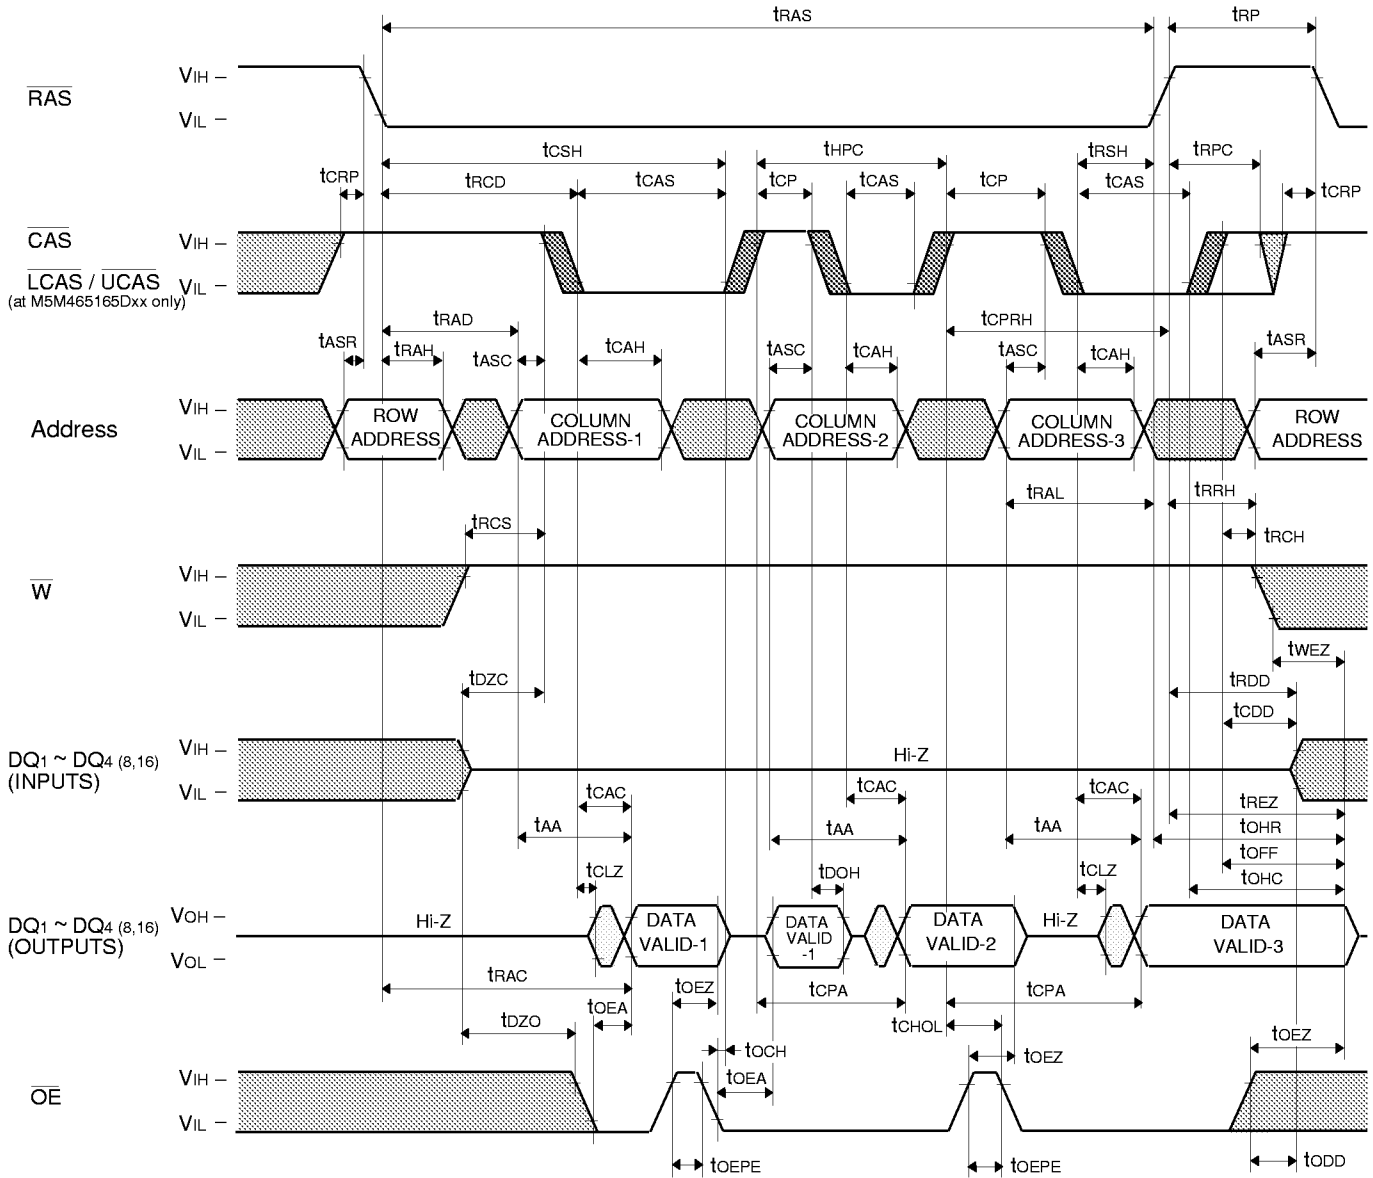 tRAS tRP
VIH
RAS
VIL
tCSH tHPC tRSH tRPC
tCRP tRCD tCAS tCP tCAS tCP tCAS tCRP
CAS VIH
LCAS / UCAS VIL
(at M5M465165Dxx only)
tRAD tCPRH
tASR tRAH tASC tCAH tASC tCAH tASC tCAH tASR
VIH
Address
VIL
ROW ADDRESS
COLUMN ADDRESS-1
COLUMN ADDRESS-2
COLUMN ADDRESS-3
ROW ADDRESS
tRAL tRRH
tRCS tRCH
VIH
W
VIL
tWEZ
tDZC tRDD
tCDD
DQ1 ~ DQ4 (8,16) VIH
(INPUTS) VIL
Hi-Z
tCAC tCAC tCAC tREZ
tAA tAA tAA tOHR
tOFF
tCLZ tDOH tCLZ tOHC
DQ1 ~ DQ4 (8,16) VOH
(OUTPUTS) VOL
Hi-Z
DATA VALID-1
DATA VALID -1
DATA VALID-2
Hi-Z
DATA VALID-3
tRAC tOEZ tCPA tCPA
tOEA
tDZO tCHOL
tOCH tOEZ tOEZ
tOEA
VIH
OE
VIL
tOEPE tOEPE tODD